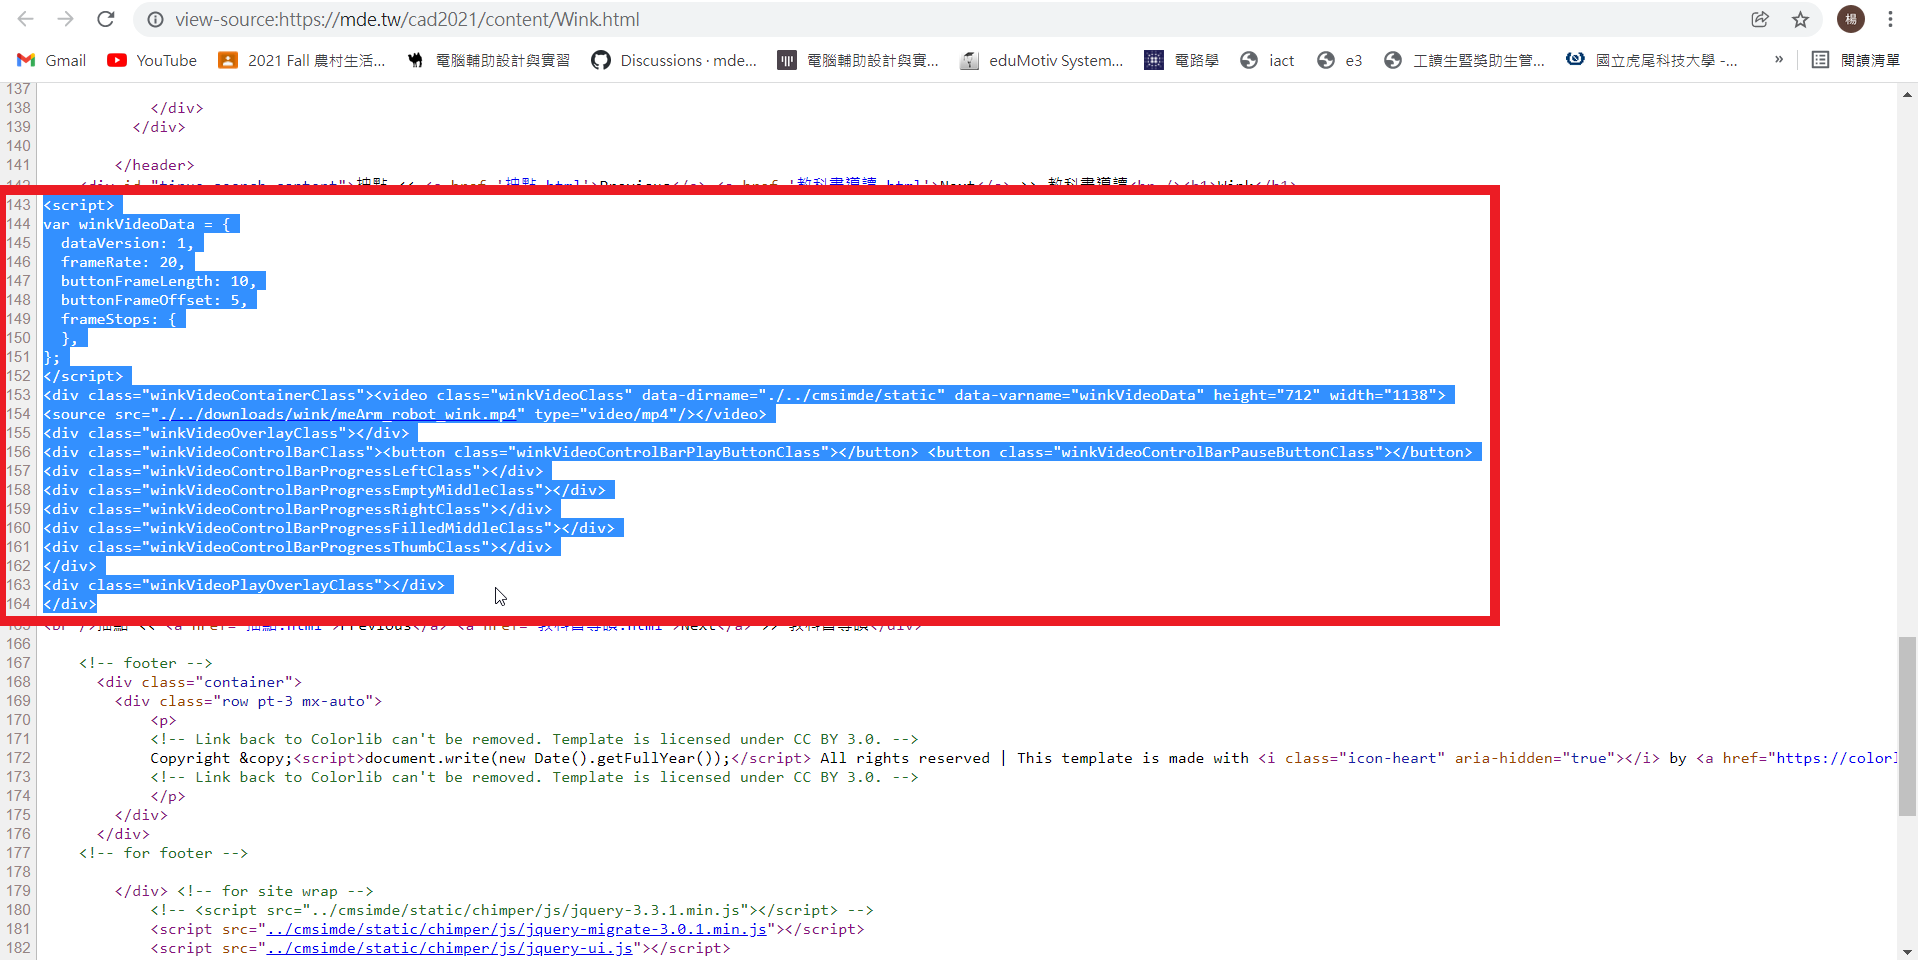 view-source:https://mde.tw/cad2021/content/Wink.html
楊
Gmail YouTube 2021 Fall 農村生活... 電腦輔助設計與實習 Discussions · mde... 電腦輔助設計與實... eduMotiv System... 電路學 iact e3 工讀生暨獎助生管... 國立虎尾科技大學 -... » 閱讀清單
137
138 </div>
139 </div>
140
141 </header>
143 <script>
144 var winkVideoData = {
145 dataVersion: 1,
146 frameRate: 20,
147 buttonFrameLength: 10,
148 buttonFrameOffset: 5,
149 frameStops: {
150 },
151 };
152 </script>
153 <div class="winkVideoContainerClass"><video class="winkVideoClass" data-dirname="./../cmsimde/static" data-varname="winkVideoData" height="712" width="1138">
154 <source src="./../downloads/wink/meArm_robot_wink.mp4" type="video/mp4"/></video>
155 <div class="winkVideoOverlayClass"></div>
156 <div class="winkVideoControlBarClass"><button class="winkVideoControlBarPlayButtonClass"></button> <button class="winkVideoControlBarPauseButtonClass"></button>
157 <div class="winkVideoControlBarProgressLeftClass"></div>
158 <div class="winkVideoControlBarProgressEmptyMiddleClass"></div>
159 <div class="winkVideoControlBarProgressRightClass"></div>
160 <div class="winkVideoControlBarProgressFilledMiddleClass"></div>
161 <div class="winkVideoControlBarProgressThumbClass"></div>
162 </div>
163 <div class="winkVideoPlayOverlayClass"></div>
164 </div>
166
167 <!-- footer -->
168 <div class="container">
169 <div class="row pt-3 mx-auto">
170 <p>
171 <!-- Link back to Colorlib can't be removed. Template is licensed under CC BY 3.0. -->
172 Copyright &copy;<script>document.write(new Date().getFullYear());</script> All rights reserved | This template is made with <i class="icon-heart" aria-hidden="true"></i> by <a href="https://colorl
173 <!-- Link back to Colorlib can't be removed. Template is licensed under CC BY 3.0. -->
174 </p>
175 </div>
176 </div>
177 <!-- for footer -->
178
179 </div> <!-- for site wrap -->
180 <!-- <script src="../cmsimde/static/chimper/js/jquery-3.3.1.min.js"></script> -->
181 <script src="../cmsimde/static/chimper/js/jquery-migrate-3.0.1.min.js"></script>
182 <script src="../cmsimde/static/chimper/js/jquery-ui.js"></script>